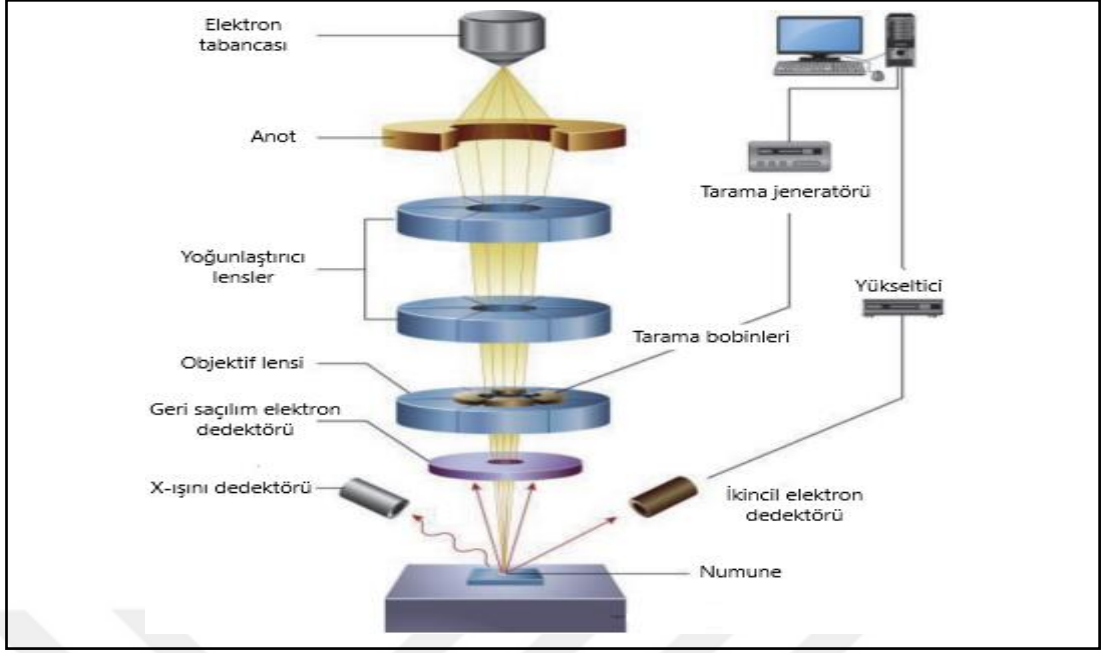 Elektron
tabancası
Anot
Tarama jeneratörü
Yoğunlaştırıcı
lensler
Yükseltici
Tarama bobinleri
Objektif lensi
Geri saçılım elektron
dedektörü
X-ışını dedektörü
İkincil elektron
dedektörü
Numune